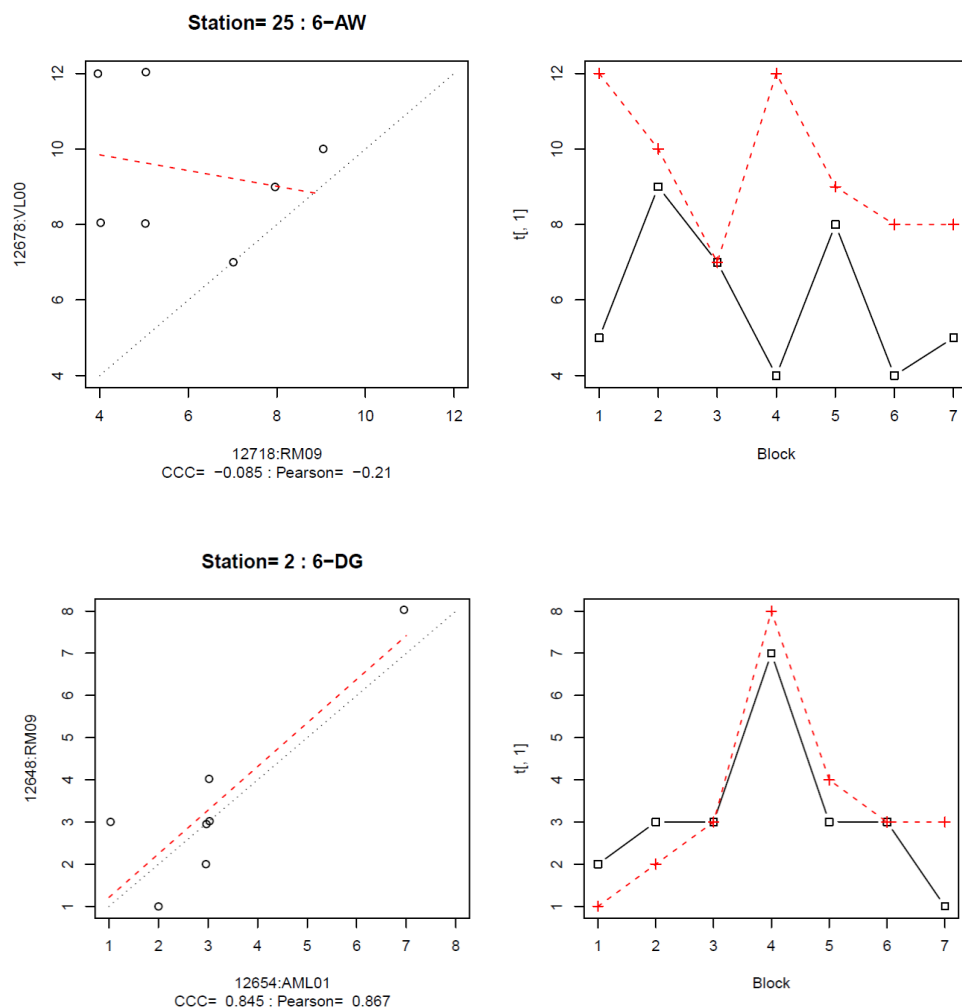 Station= 25 : 6−AW
12
10
8
6
4
12678:VL00
4 6 8 10 12
12718:RM09
CCC= −0.085 : Pearson= −0.21
12
10
8
6
4
t[, 1]
1 2 3 4 5 6 7
Block
Station= 2 : 6−DG
8
7
6
5
4
3
2
1
12648:RM09
1 2 3 4 5 6 7 8
12654:AML01
CCC= 0.845 : Pearson= 0.867
8
7
6
5
4
3
2
1
t[, 1]
1 2 3 4 5 6 7
Block